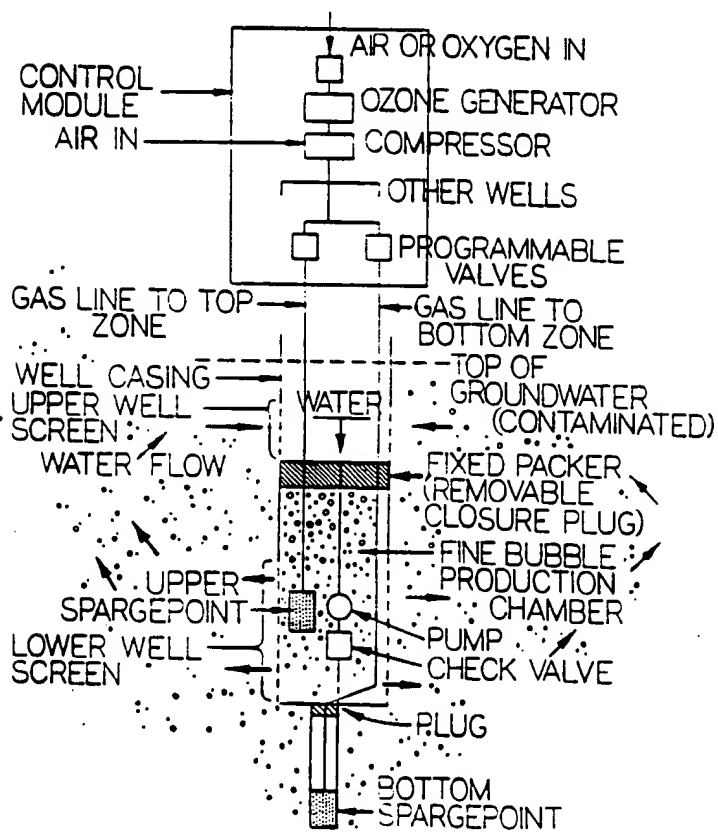 AIR OR OXYGEN IN
CONTROL
MODULE
OZONE GENERATOR
AIR IN
COMPRESSOR
OTHER WELLS
PROGRAMMABLE
VALVES
GAS LINE TO TOP
ZONE
GAS LINE TO
BOTTOM ZONE
WELL CASING
TOP OF
GROUNDWATER
(CONTAMINATED)
UPPER WELL
SCREEN
WATER
WATER FLOW
FIXED PACKER
(REMOVABLE
CLOSURE PLUG)
FINE BUBBLE
PRODUCTION
CHAMBER
UPPER
SPARGEPOINT
PUMP
LOWER WELL
SCREEN
CHECK VALVE
PLUG
BOTTOM
SPARGEPOINT